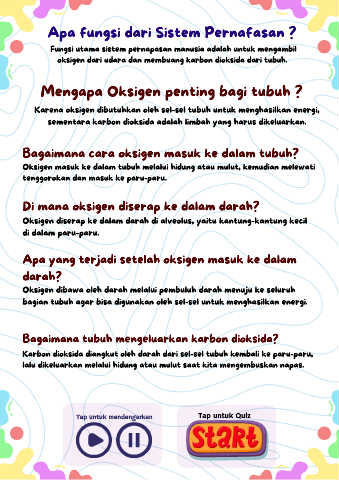 Apa fungsi dari Sistem Pernafasan ?
Fungsi utama sistem pernapasan manusia adalah untuk mengambil
oksigen dari udara dan membuang karbon dioksida dari tubuh.
Mengapa Oksigen penting bagi tubuh ?
Karena oksigen dibutuhkan oleh sel-sel tubuh untuk menghasilkan energi,
sementara karbon dioksida adalah limbah yang harus dikeluarkan.
Bagaimana cara oksigen masuk ke dalam tubuh?
Oksigen masuk ke dalam tubuh melalui hidung atau mulut, kemudian melewati
tenggorokan dan masuk ke paru-paru.
Di mana oksigen diserap ke dalam darah?
Oksigen diserap ke dalam darah di alveolus, yaitu kantung-kantung kecil
di dalam paru-paru.
Apa yang terjadi setelah oksigen masuk ke dalam
darah?
Oksigen dibawa oleh darah melalui pembuluh darah menuju ke seluruh
bagian tubuh agar bisa digunakan oleh sel-sel untuk menghasilkan energi.
Bagaimana tubuh mengeluarkan karbon dioksida?
Karbon dioksida diangkut oleh darah dari sel-sel tubuh kembali ke paru-paru,
lalu dikeluarkan melalui hidung atau mulut saat kita mengembuskan napas.
Tap untuk mendengarkan
Tap untuk Quiz
START